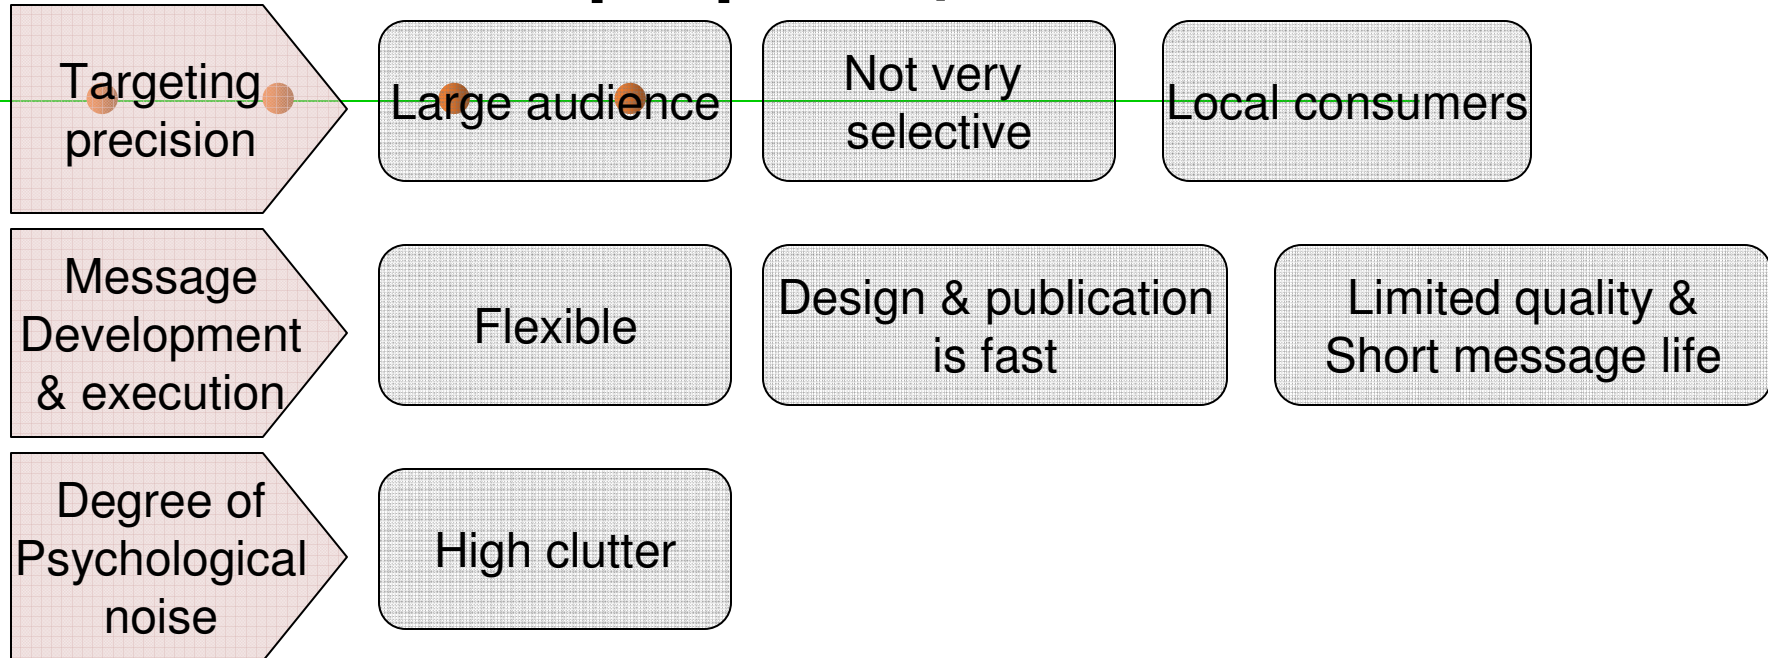 Targeting
precision
Large audience
Not very
selective
Local consumers
Message
Development
& execution
Flexible
Design & publication
is fast
Limited quality &
Short message life
Degree of
Psychological
noise
High clutter